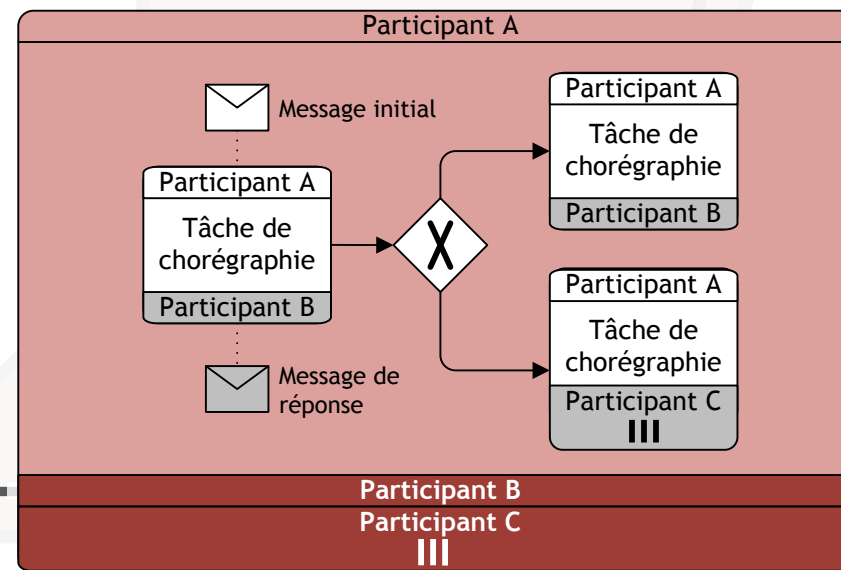 Participant A
Message initial
Participant A
Tâche de
chorégraphie
Participant B
Message de
réponse
Participant A
Tâche de
chorégraphie
Participant B
Participant A
Tâche de
chorégraphie
Participant C
Participant B
Participant C